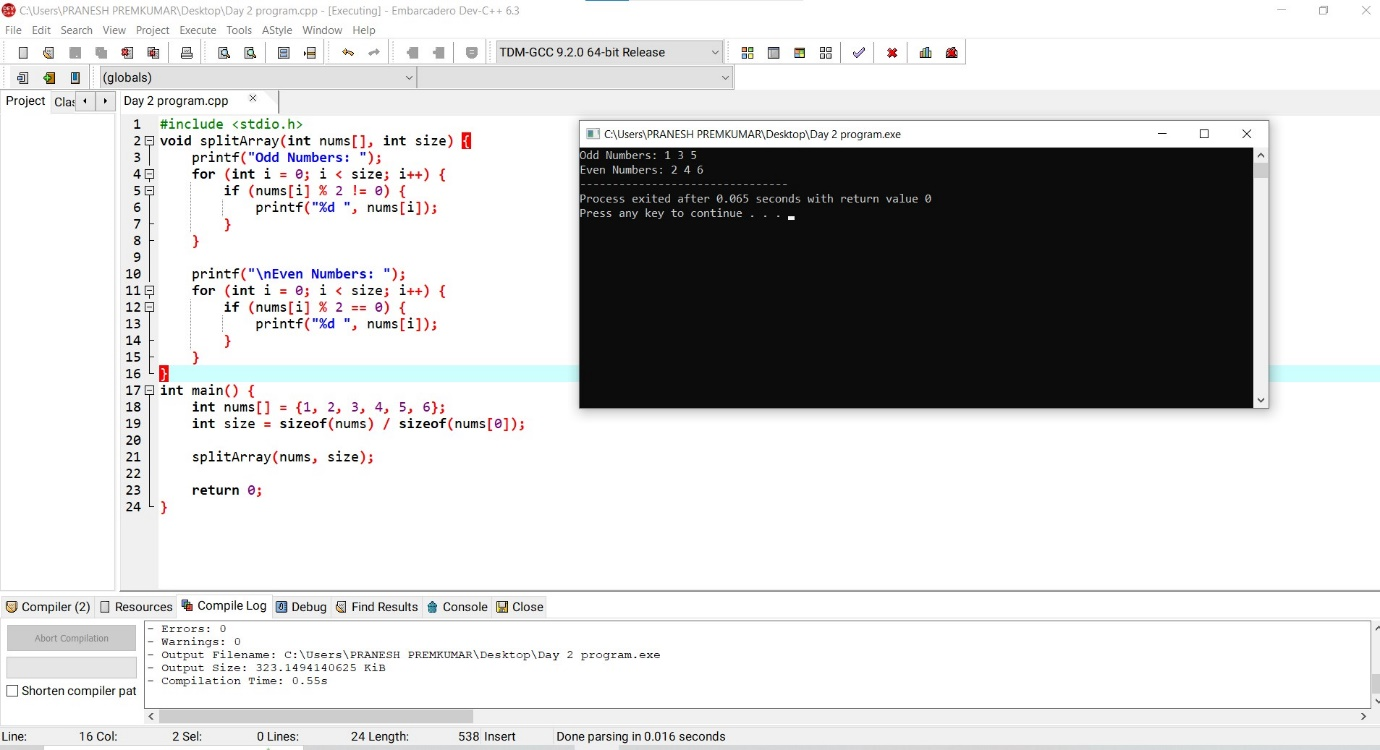 C:\Users\PRANESH PREMKUMAR\Desktop\Day 2 program.cpp - [Executing] - Embarcadero Dev-C++ 6.3
File Edit Search View Project Execute Tools AStyle Window Help
TDM-GCC 9.2.0 64-bit Release
(globals)
Project Clas Day 2 program.cpp
1 #include <stdio.h>
2 void splitArray(int nums[], int size) {
3     printf("Odd Numbers: ");
4     for (int i = 0; i < size; i++) {
5         if (nums[i] % 2 != 0) {
6             printf("%d ", nums[i]);
7         }
8     }
9
10     printf("\nEven Numbers: ");
11     for (int i = 0; i < size; i++) {
12         if (nums[i] % 2 == 0) {
13             printf("%d ", nums[i]);
14         }
15     }
16 }
17 int main() {
18     int nums[] = {1, 2, 3, 4, 5, 6};
19     int size = sizeof(nums) / sizeof(nums[0]);
20
21     splitArray(nums, size);
22
23     return 0;
24 }
C:\Users\PRANESH PREMKUMAR\Desktop\Day 2 program.exe
Odd Numbers: 1 3 5
Even Numbers: 2 4 6
--------------------------------
Process exited after 0.065 seconds with return value 0
Press any key to continue . . .
Compiler (2) Resources Compile Log Debug Find Results Console Close
Abort Compilation
Shorten compiler pat
- Errors: 0
- Warnings: 0
- Output Filename: C:\Users\PRANESH PREMKUMAR\Desktop\Day 2 program.exe
- Output Size: 323.1494140625 KiB
- Compilation Time: 0.55s
Line: 16 Col: 2 Sel: 0 Lines: 24 Length: 538 Insert Done parsing in 0.016 seconds